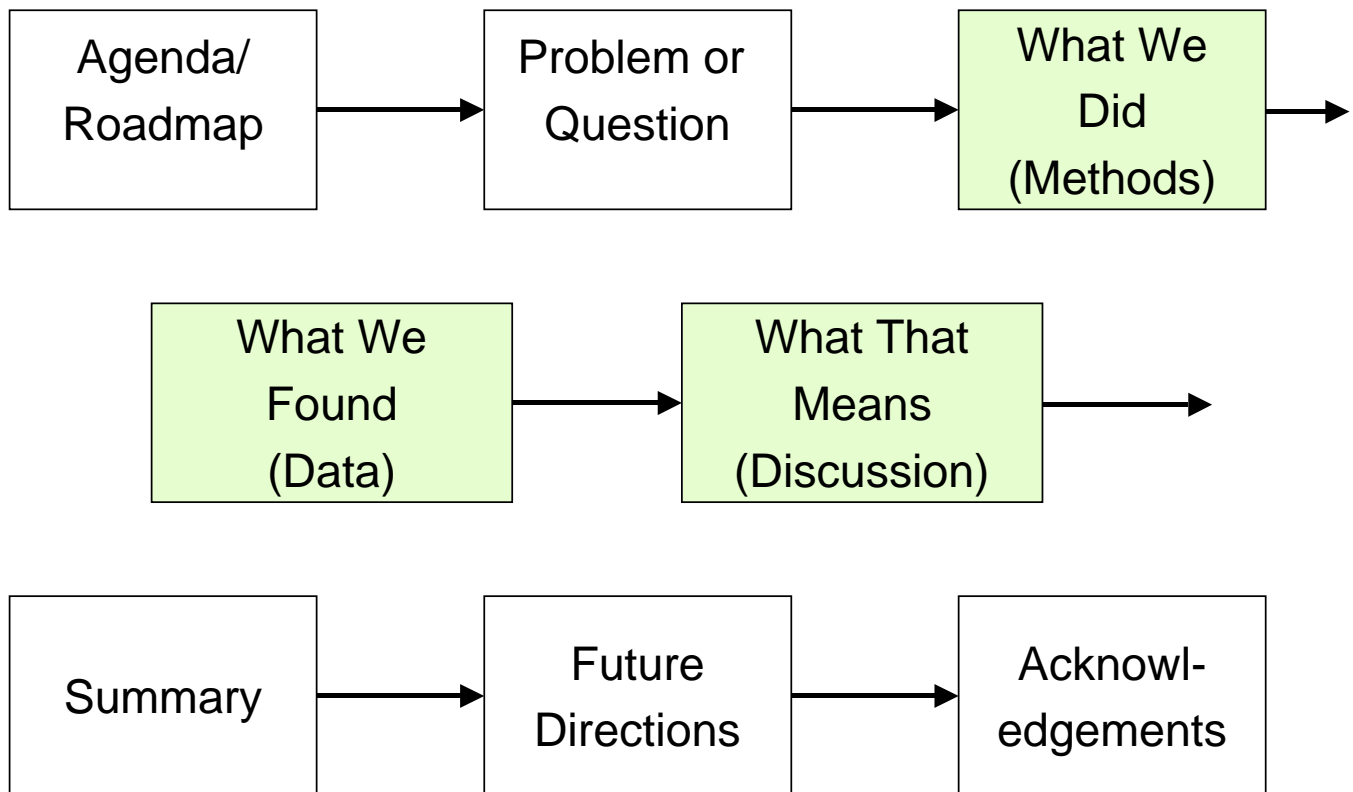 Agenda/
Roadmap
Problem or
Question
What We
Did
(Methods)
What We
Found
(Data)
What That
Means
(Discussion)
Summary
Future
Directions
Acknowl-
edgements